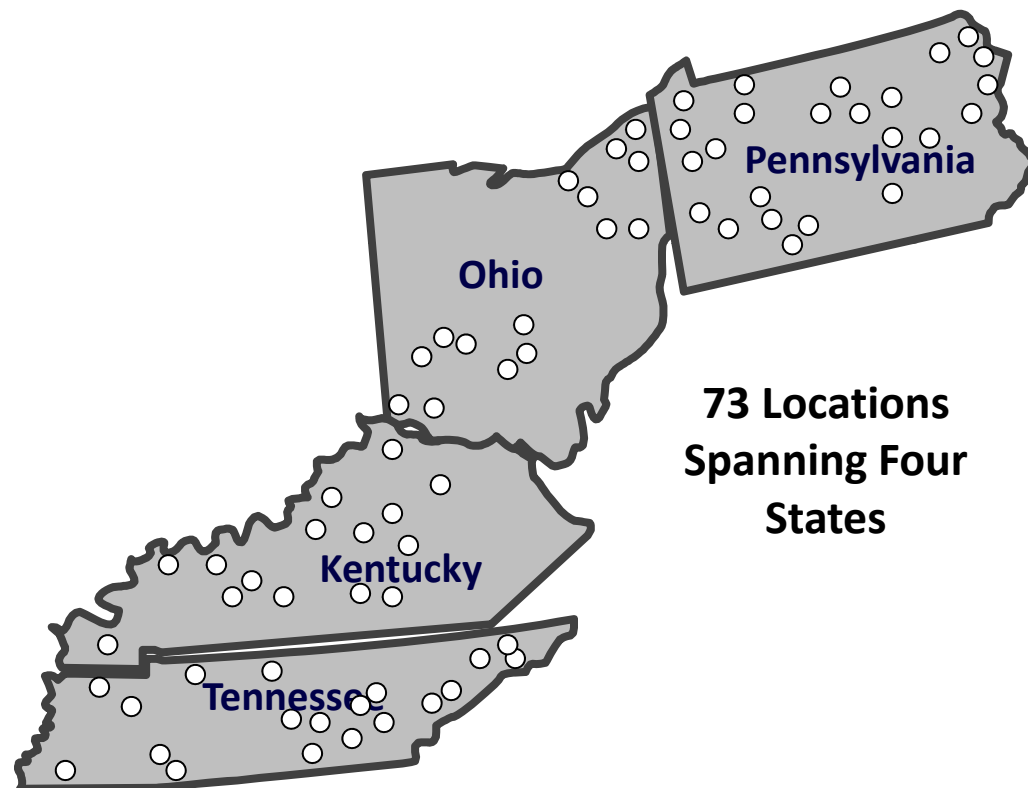 Pennsylvania
Ohio
73 Locations
Spanning Four
States
Kentucky
Tennessee